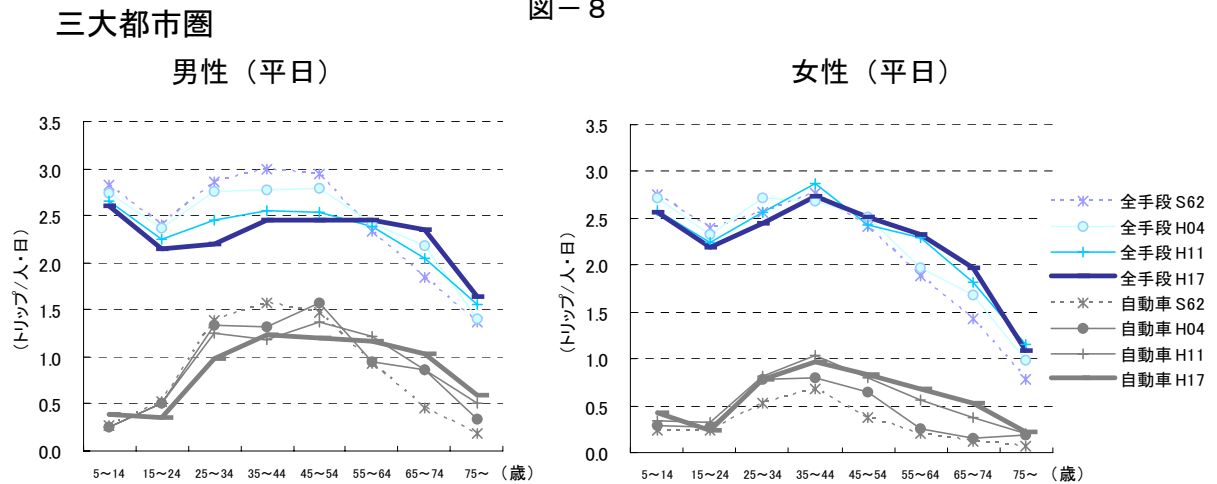 図－８
三大都市圏
男性（平日）
女性（平日）
(トリップ/人・日)
3.5
3.0
2.5
2.0
1.5
1.0
0.5
0.0
5～14 15～24 25～34 35～44 45～54 55～64 65～74 75～ （歳）
(トリップ/人・日)
3.5
3.0
2.5
2.0
1.5
1.0
0.5
0.0
5～14 15～24 25～34 35～44 45～54 55～64 65～74 75～ （歳）
全手段 S62
全手段 H04
全手段 H11
全手段 H17
自動車 S62
自動車 H04
自動車 H11
自動車 H17